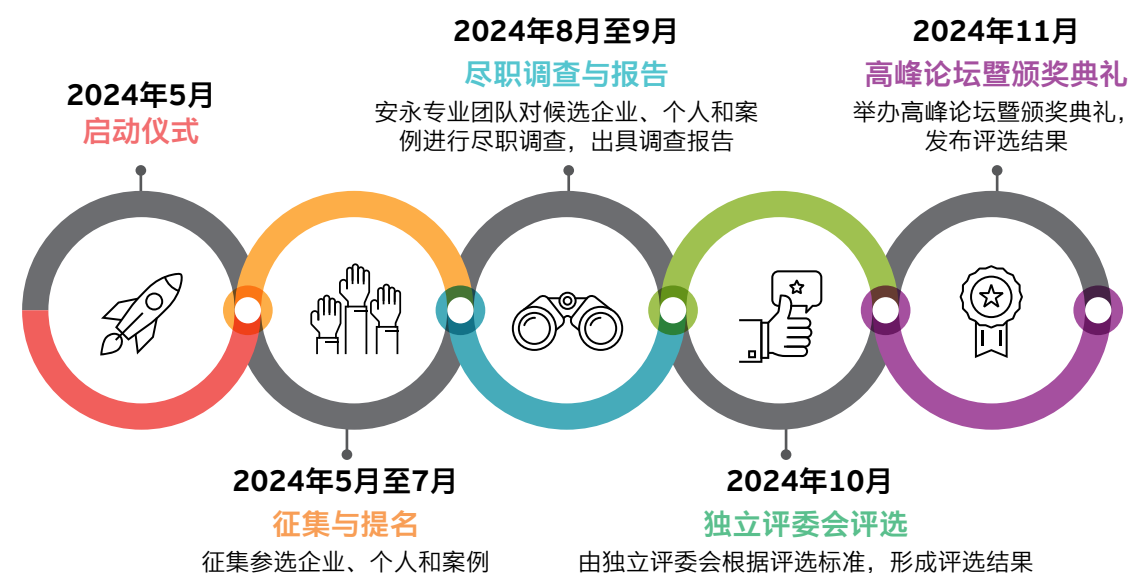 2024年5月
启动仪式
2024年5月至7月
征集与提名
征集参选企业、个人和案例
2024年8月至9月
尽职调查与报告
安永专业团队对候选企业、个人和案
例进行尽职调查，出具调查报告
2024年10月
独立评委会评选
由独立评委会根据评选标准，形成评选结果
2024年11月
高峰论坛暨颁奖典礼
举办高峰论坛暨颁奖典礼，
发布评选结果